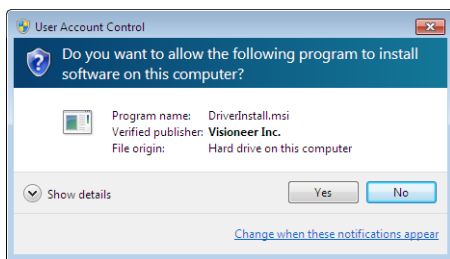 User Account Control
Do you want to allow the following program to install
software on this computer?
Program name: DriverInstall.msi
Verified publisher: Visioneer Inc.
File origin: Hard drive on this computer
Show details
Yes
No
Change when these notifications appear